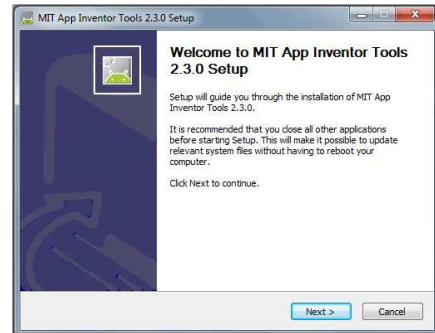 MIT App Inventor Tools 2.3.0 Setup
Welcome to MIT App Inventor Tools
2.3.0 Setup
Setup will guide you through the installation of MIT App
Inventor Tools 2.3.0.
It is recommended that you close all other applications
before starting Setup. This will make it possible to update
relevant system files without having to reboot your
computer.
Click Next to continue.
Next >
Cancel